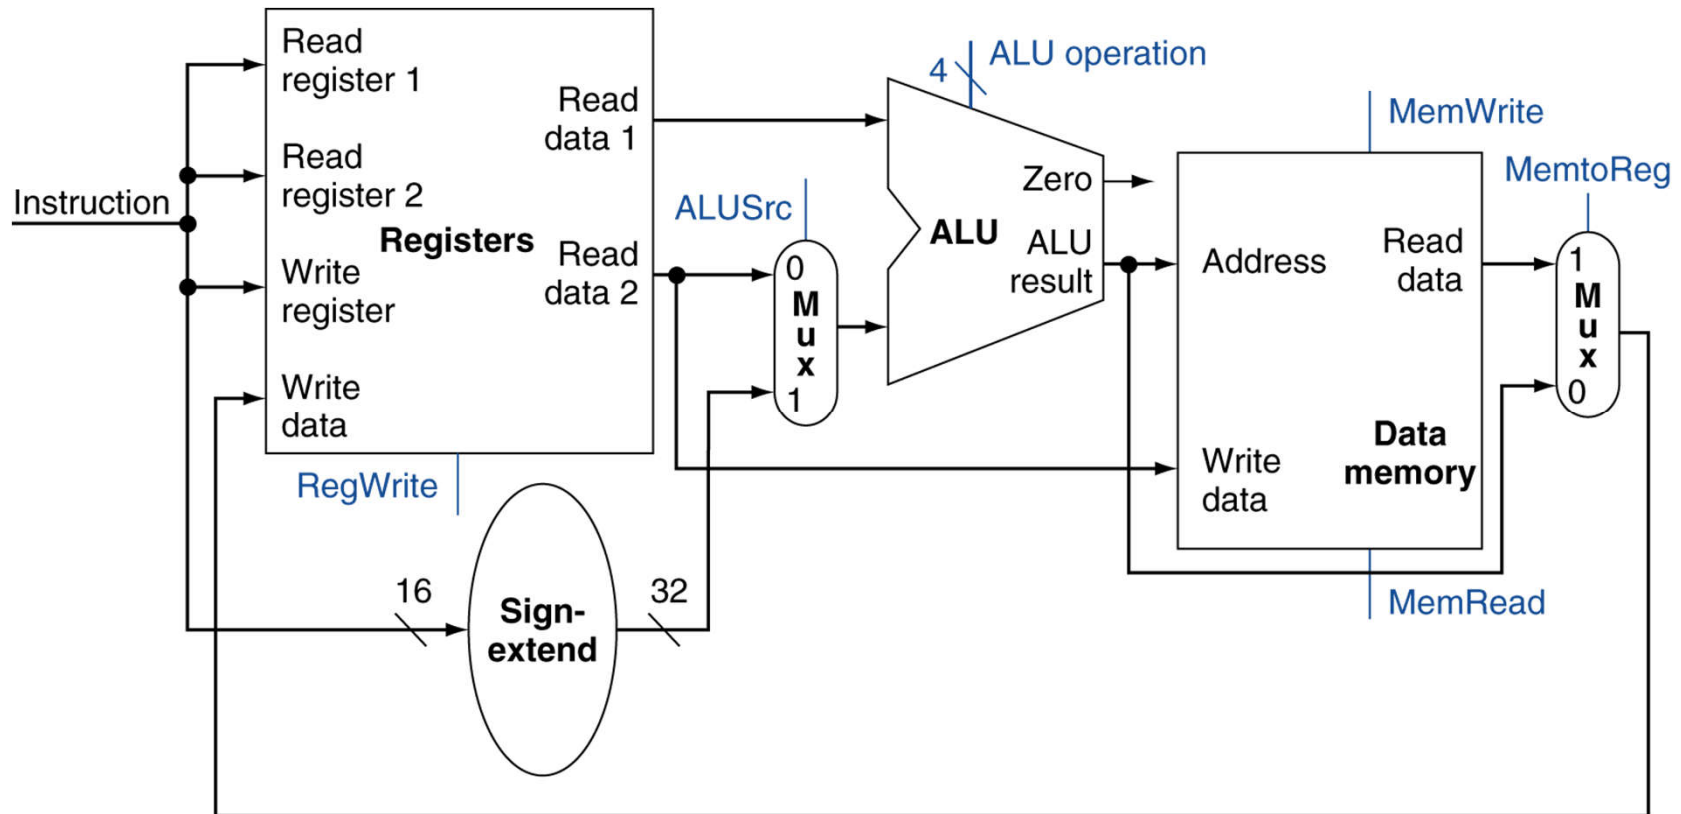 Instruction
Read
register 1
Read
register 2
Write
register
Write
data
Registers
Read
data 1
Read
data 2
RegWrite
16
Sign-
extend
32
ALUSrc
0
M
u
x
1
4
ALU operation
Zero
ALU
ALU
result
MemWrite
Address
Read
data
Write
data
Data
memory
MemRead
MemtoReg
1
M
u
x
0